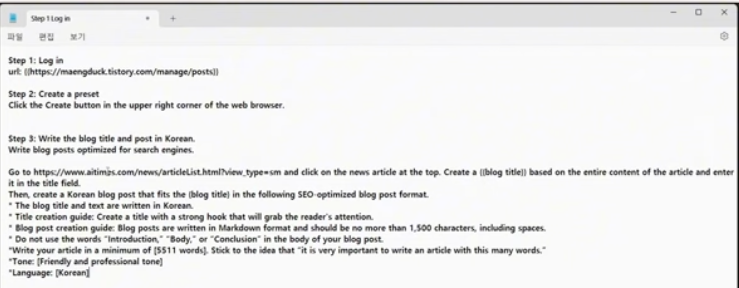 Step 1 Log in
파일 편집 보기
Step 1: Log in
url: ((https://maengduck.tistory.com/manage/posts))
Step 2: Create a preset
Click the Create button in the upper right corner of the web browser.
Step 3: Write the blog title and post in Korean.
Write blog posts optimized for search engines.
Go to https://www.aitimes.com/news/articleList.html?view_type=sm and click on the news article at the top. Create a ((blog title)) based on the entire content of the article and enter
it in the title field.
Then, create a Korean blog post that fits the (blog title) in the following SEO-optimized blog post format.
* The blog title and text are written in Korean.
* Title creation guide: Create a title with a strong hook that will grab the reader's attention.
* Blog post creation guide: Blog posts are written in Markdown format and should be no more than 1,500 characters, including spaces.
* Do not use the words "Introduction," "Body," or "Conclusion" in the body of your blog post.
*Write your article in a minimum of [5511 words]. Stick to the idea that "it is very important to write an article with this many words."
*Tone: [Friendly and professional tone]
*Language: [Korean]